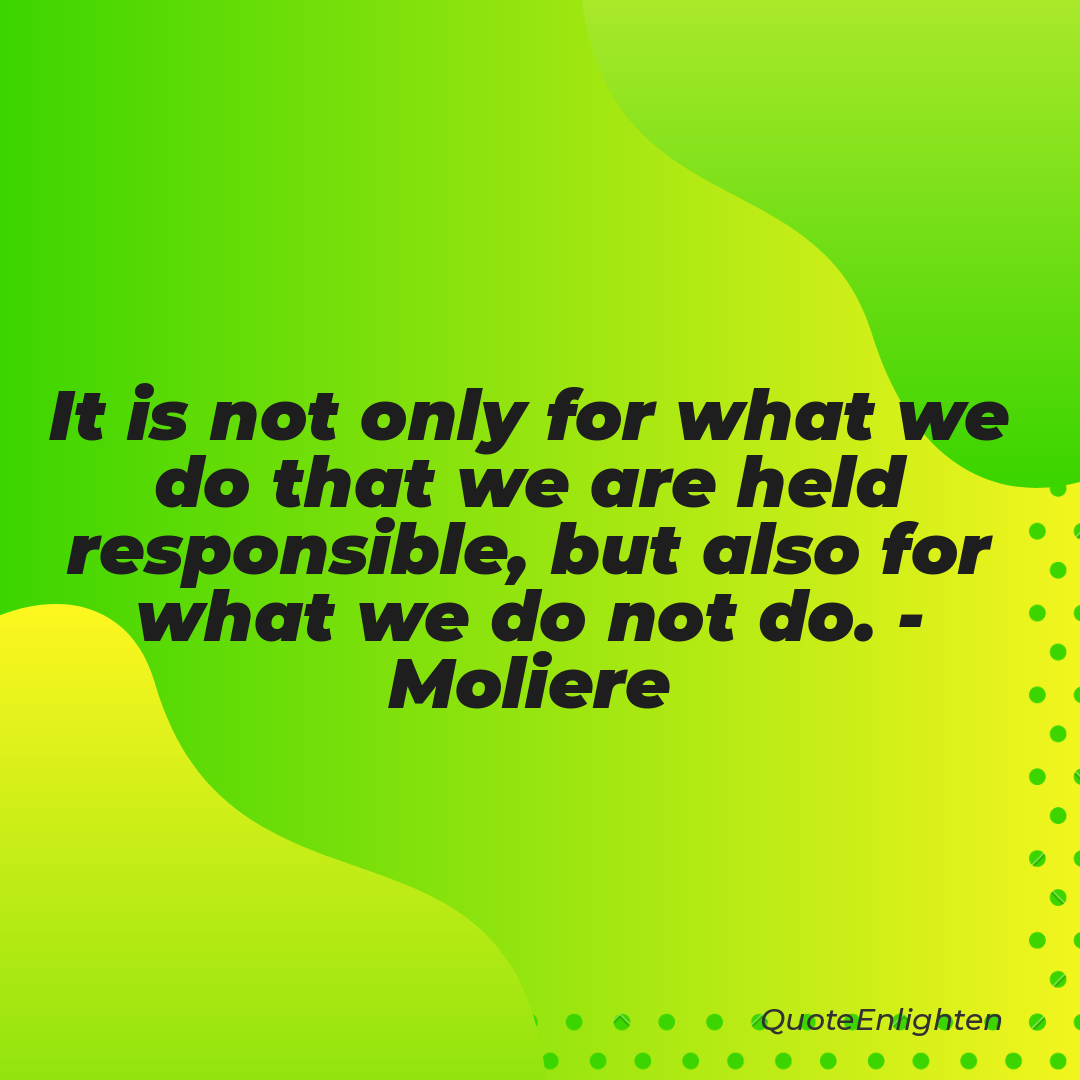 It is not only for what we
do that we are held
responsible, but also for
what we do not do. -
Moliere
QuoteEnlighten